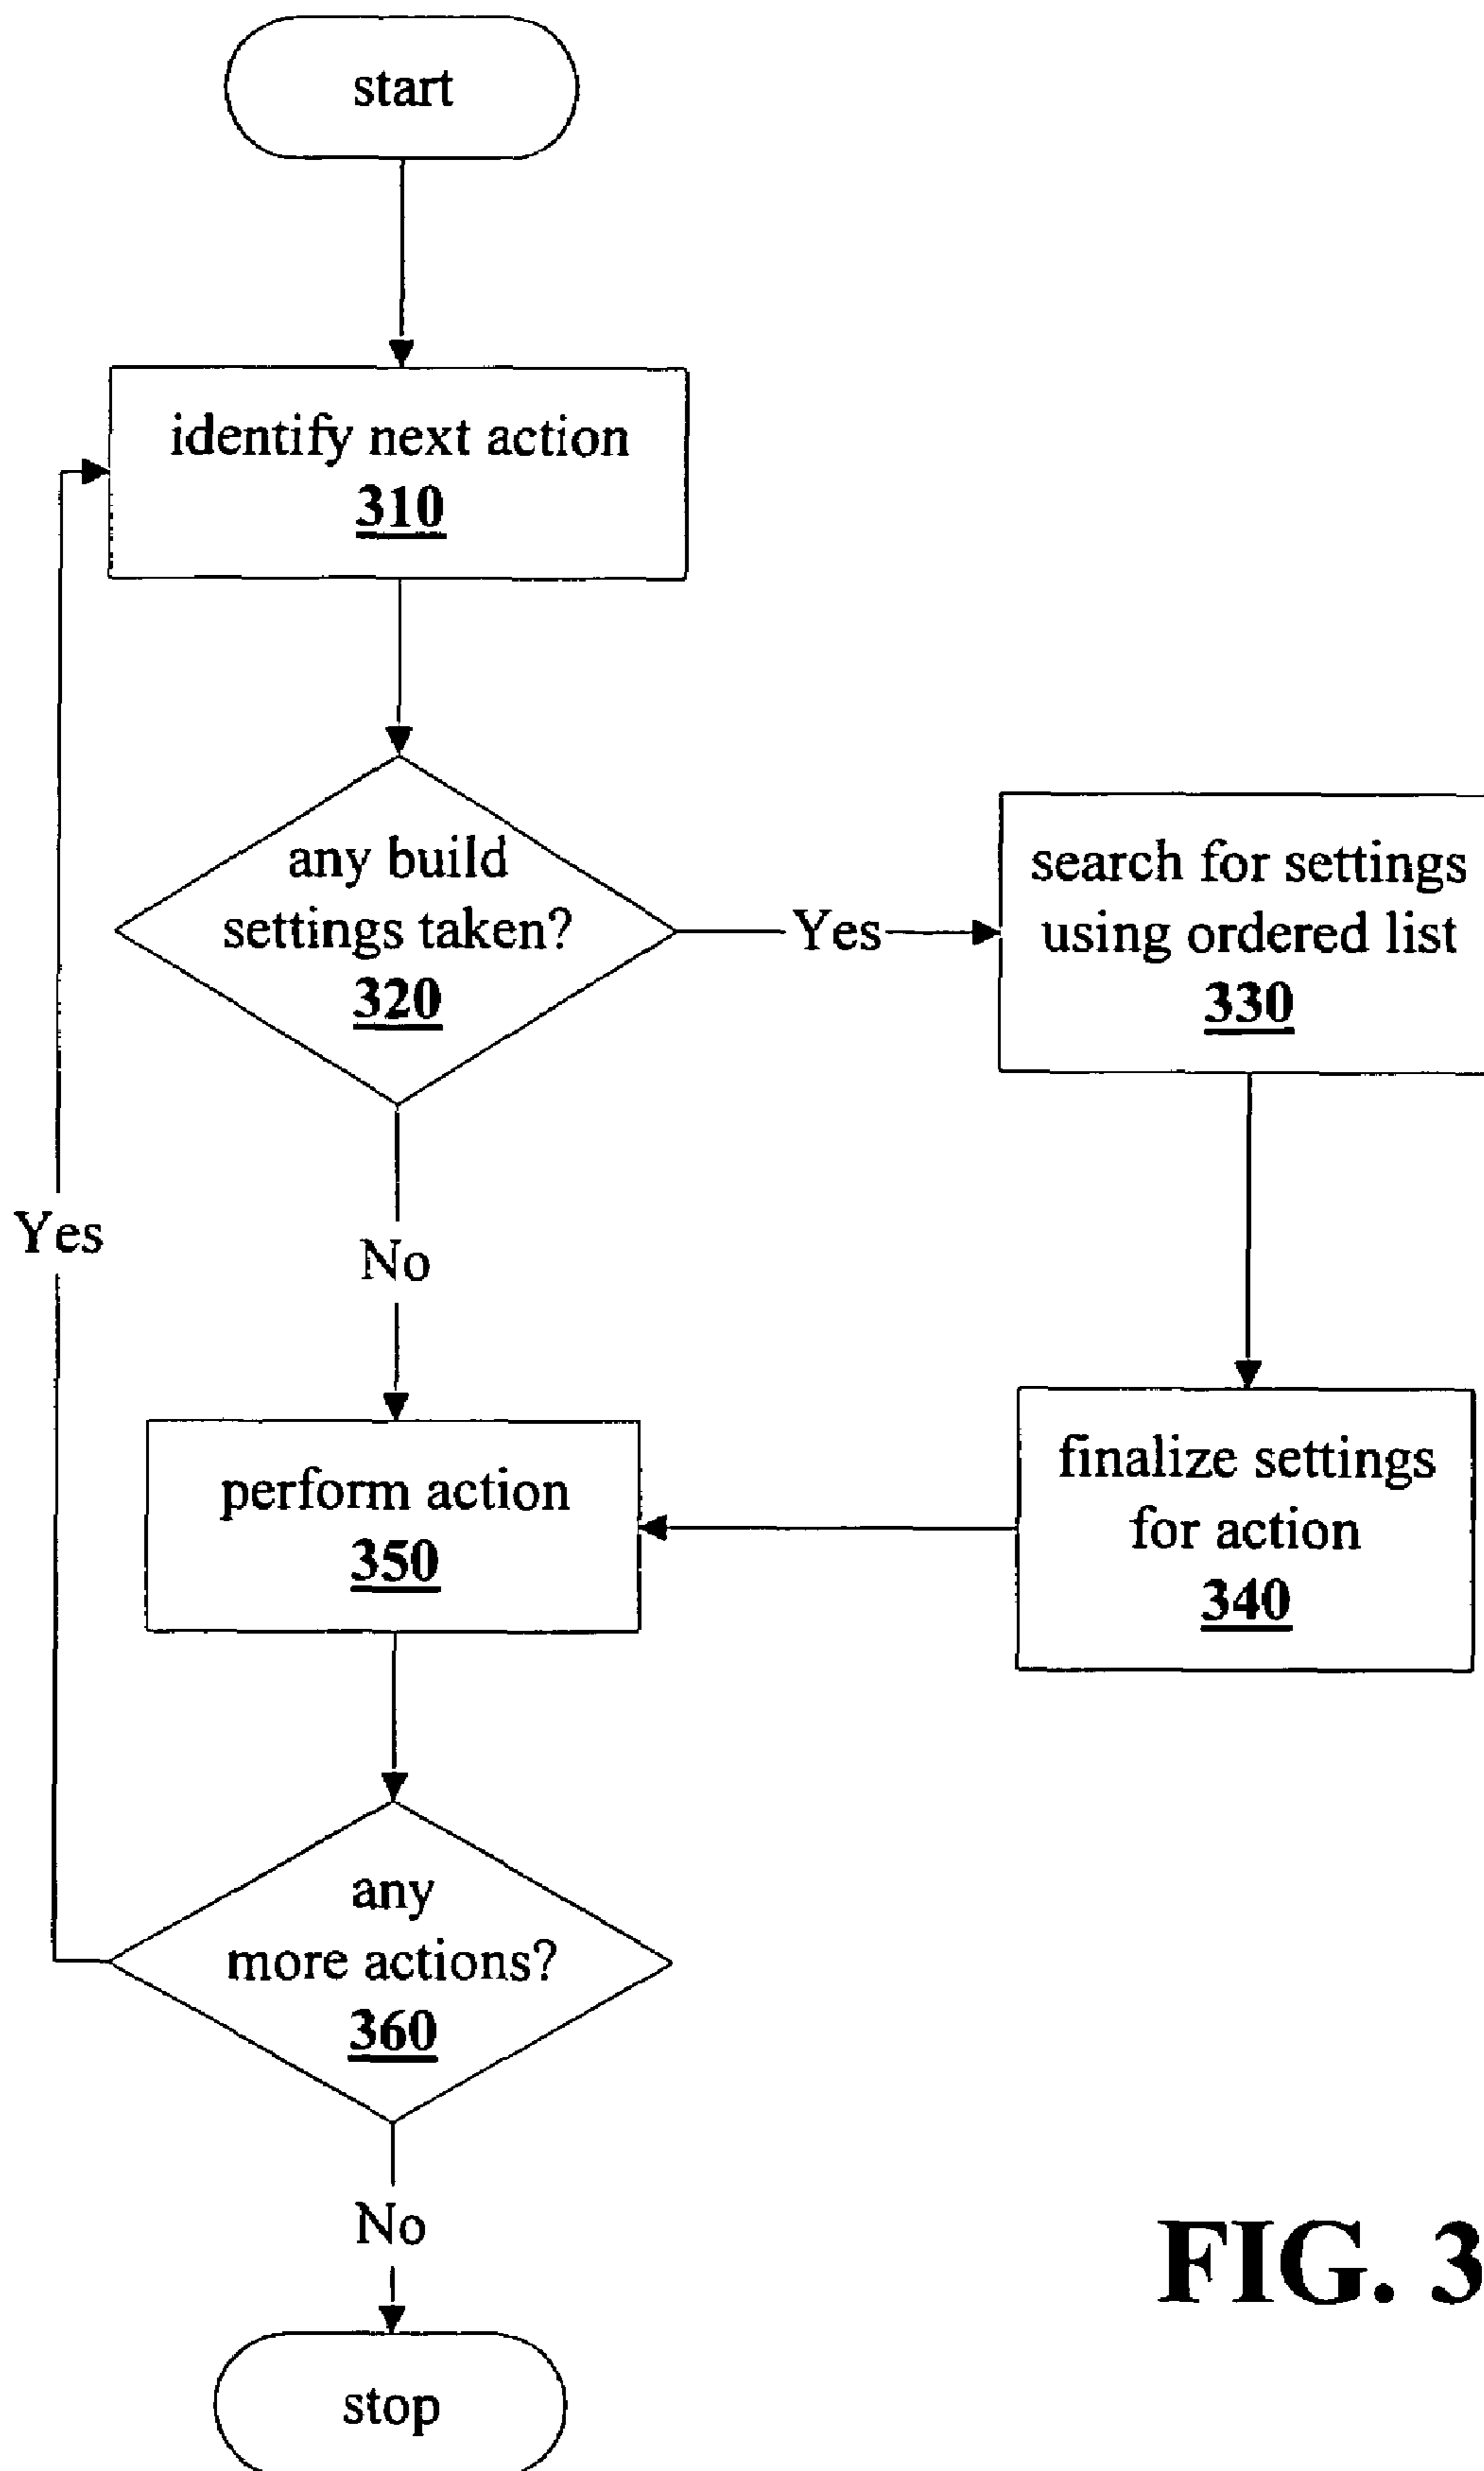 start
identify next action
310
any build
settings taken?
320
Yes
search for settings
using ordered list
330
Yes
No
perform action
350
finalize settings
for action
340
any
more actions?
360
No
FIG. 3
stop